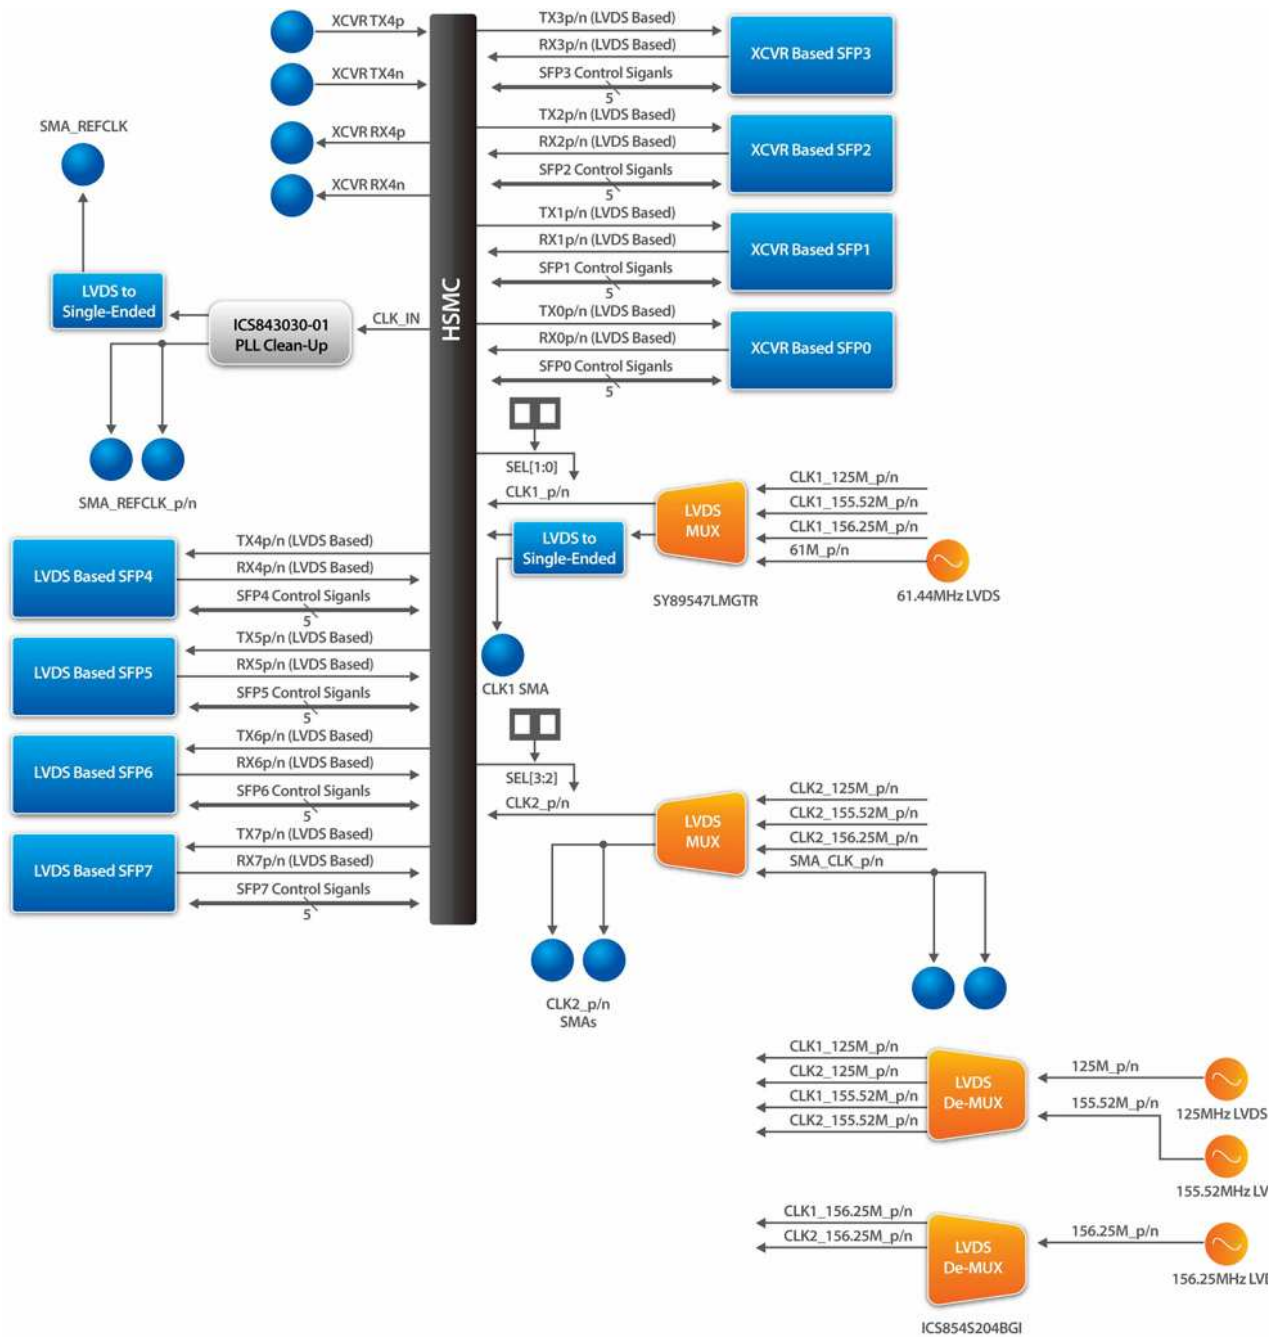 XCVR TX4p
XCVR TX4n
XCVR RX4p
XCVR RX4n
SMA_REFCLK
LVDS to
Single-Ended
ICS843030-01
PLL Clean-Up
CLK_IN
SMA_REFCLK_p/n
HSMC
TX3p/n (LVDS Based)
RX3p/n (LVDS Based)
SFP3 Control Siganls
5
XCVR Based SFP3
TX2p/n (LVDS Based)
RX2p/n (LVDS Based)
SFP2 Control Siganls
5
XCVR Based SFP2
TX1p/n (LVDS Based)
RX1p/n (LVDS Based)
SFP1 Control Siganls
5
XCVR Based SFP1
TX0p/n (LVDS Based)
RX0p/n (LVDS Based)
SFP0 Control Siganls
5
XCVR Based SFP0
SEL[1:0]
CLK1_p/n
LVDS to
Single-Ended
CLK1 SMA
LVDS
MUX
SY89547LMGTR
CLK1_125M_p/n
CLK1_155.52M_p/n
CLK1_156.25M_p/n
61M_p/n
61.44MHz LVDS
LVDS Based SFP4
TX4p/n (LVDS Based)
RX4p/n (LVDS Based)
SFP4 Control Siganls
5
LVDS Based SFP5
TX5p/n (LVDS Based)
RX5p/n (LVDS Based)
SFP5 Control Siganls
5
LVDS Based SFP6
TX6p/n (LVDS Based)
RX6p/n (LVDS Based)
SFP6 Control Siganls
5
LVDS Based SFP7
TX7p/n (LVDS Based)
RX7p/n (LVDS Based)
SFP7 Control Siganls
5
SEL[3:2]
CLK2_p/n
LVDS
MUX
CLK2_125M_p/n
CLK2_155.52M_p/n
CLK2_156.25M_p/n
SMA_CLK_p/n
CLK2_p/n
SMAs
CLK1_125M_p/n
CLK2_125M_p/n
CLK1_155.52M_p/n
CLK2_155.52M_p/n
LVDS
De-MUX
125M_p/n
155.52M_p/n
125MHz LVDS
155.52MHz LV
CLK1_156.25M_p/n
CLK2_156.25M_p/n
LVDS
De-MUX
156.25M_p/n
156.25MHz LVD
ICS854S204BGI